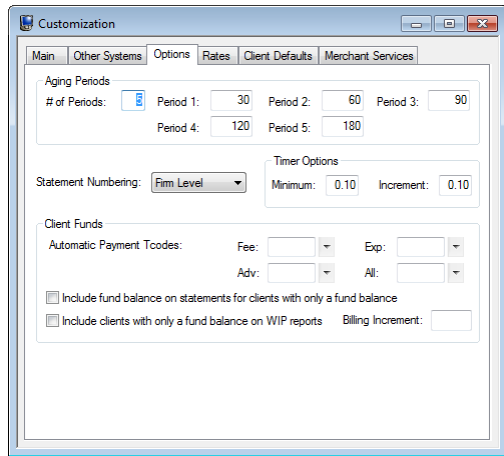 Customization
Main Other Systems Options Rates Client Defaults Merchant Services
Aging Periods
# of Periods: 5 Period 1: 30 Period 2: 60 Period 3: 90
Period 4: 120 Period 5: 180
Timer Options
Statement Numbering: Firm Level Minimum: 0.10 Increment: 0.10
Client Funds
Automatic Payment Tcodes: Fee: Exp:
Adv: All:
Include fund balance on statements for clients with only a fund balance
Include clients with only a fund balance on WIP reports Billing Increment: